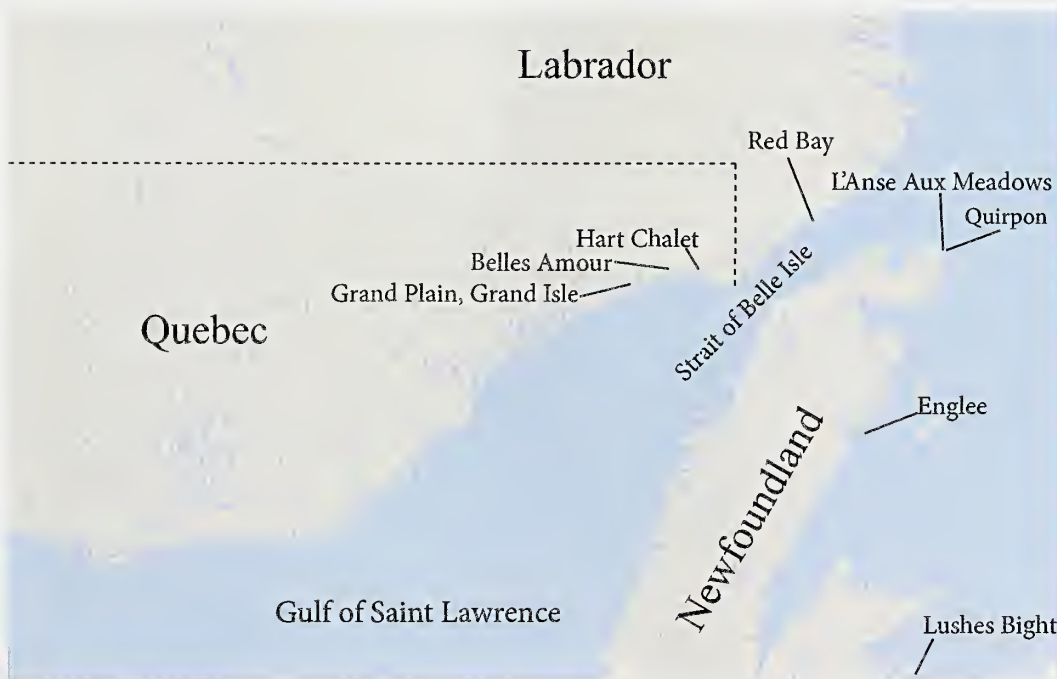 Labrador
Red Bay
L'Anse Aux Meadows
Quirpon
Hart Chalet
Belles Amour
Grand Plain, Grand Isle
Strait of Belle Isle
Quebec
Englee
Newfoundland
Gulf of Saint Lawrence
Lushes Bight